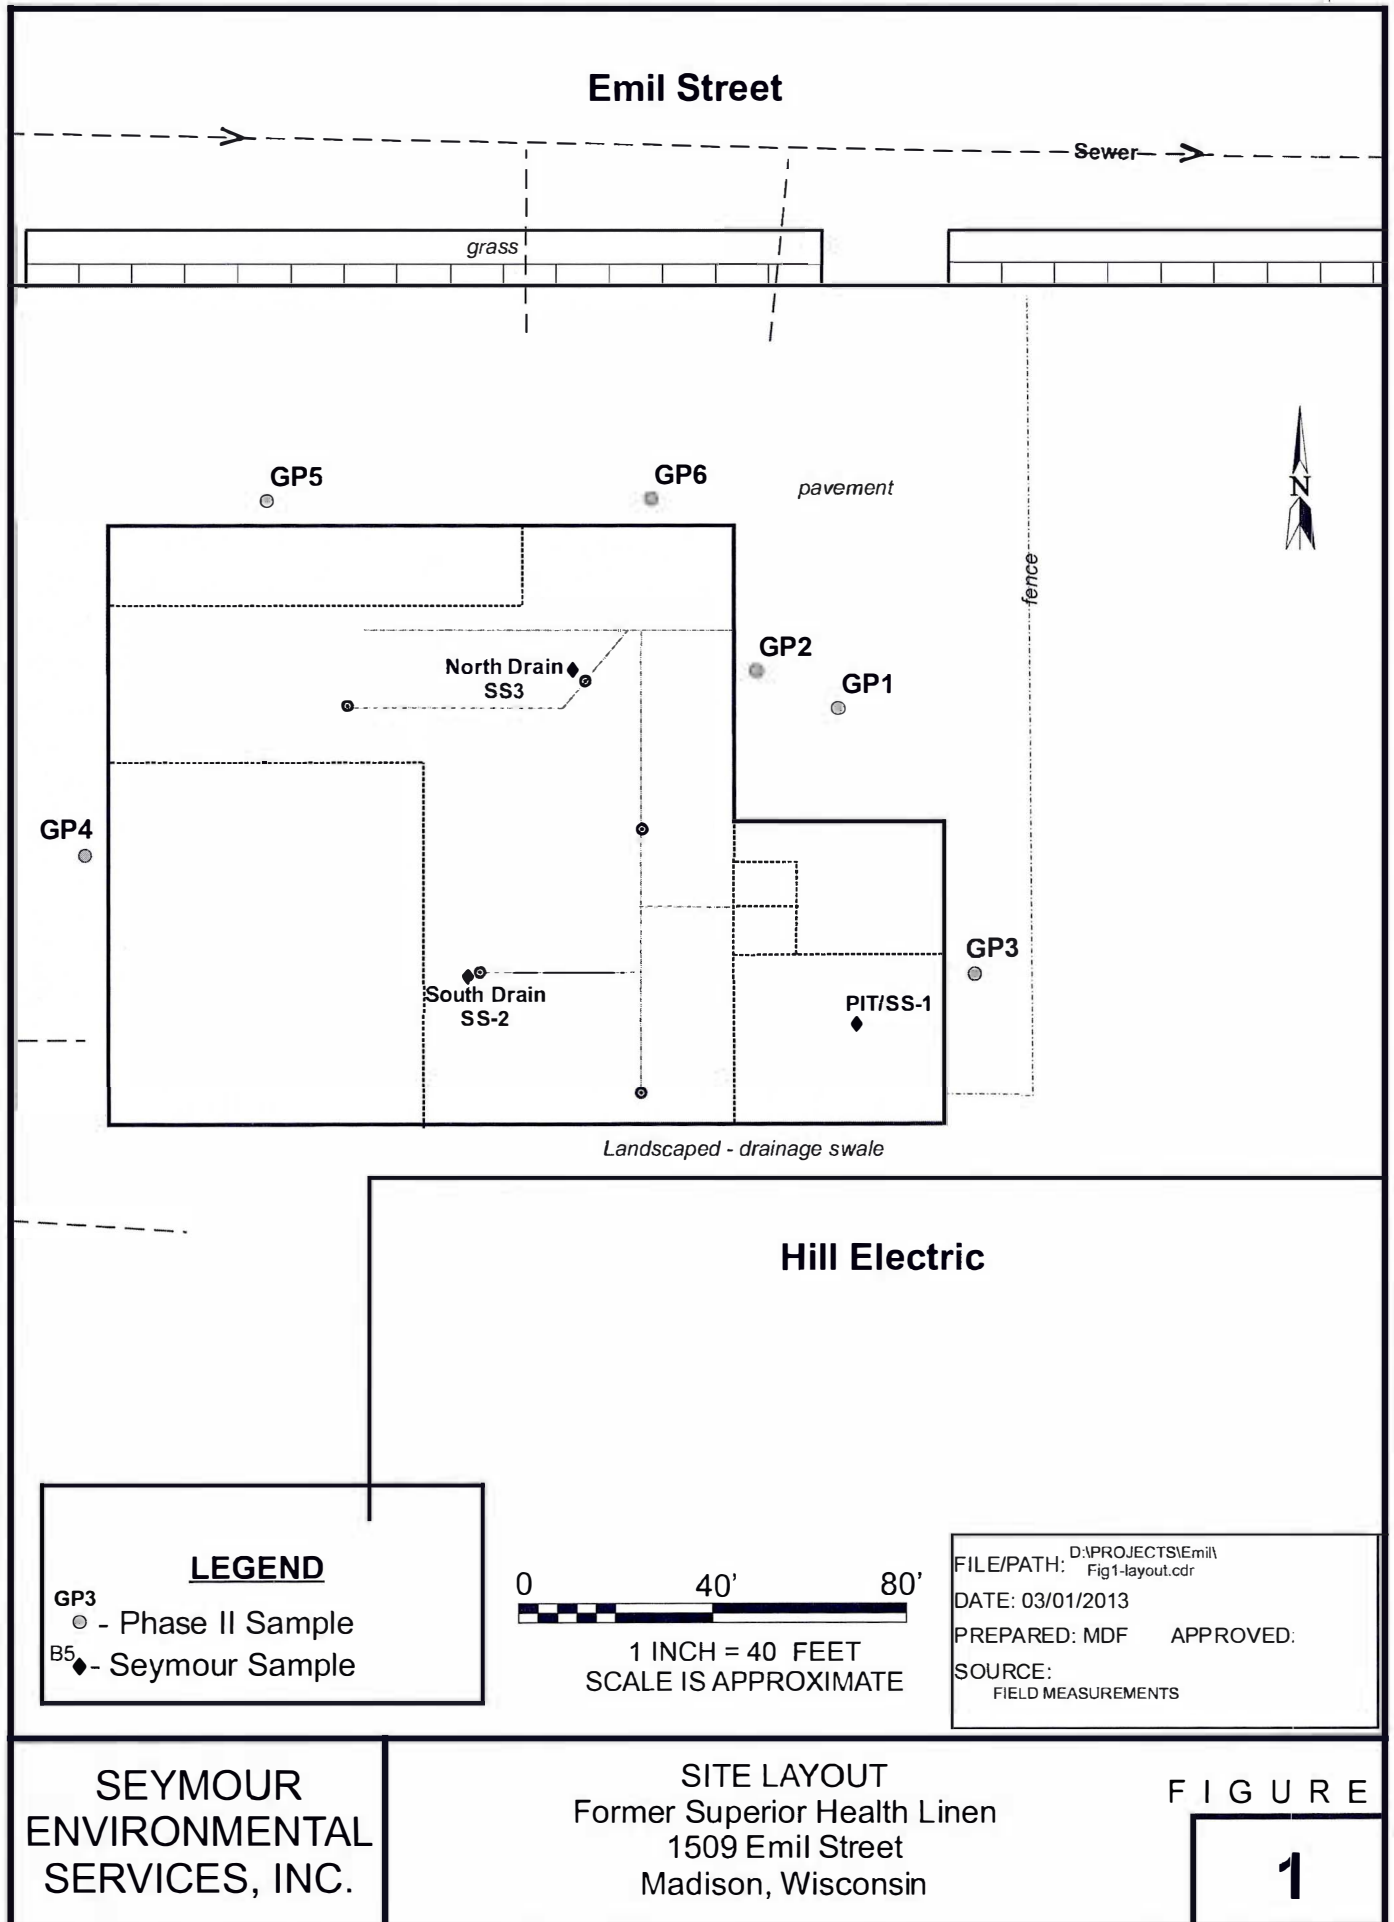 Emil Street
Sewer
grass
GP5
GP6
pavement
N
fence
North Drain
SS3
GP2
GP1
GP4
GP3
South Drain
SS-2
PIT/SS-1
Landscaped - drainage swale
Hill Electric
LEGEND
GP3
- Phase II Sample
B5
- Seymour Sample
0 40' 80'
1 INCH = 40 FEET
SCALE IS APPROXIMATE
FILE/PATH: D:\PROJECTS\Emil\
Fig1-layout.cdr
DATE: 03/01/2013
PREPARED: MDF APPROVED:
SOURCE:
FIELD MEASUREMENTS
SEYMOUR
ENVIRONMENTAL
SERVICES, INC.
SITE LAYOUT
Former Superior Health Linen
1509 Emil Street
Madison, Wisconsin
FIGURE
1